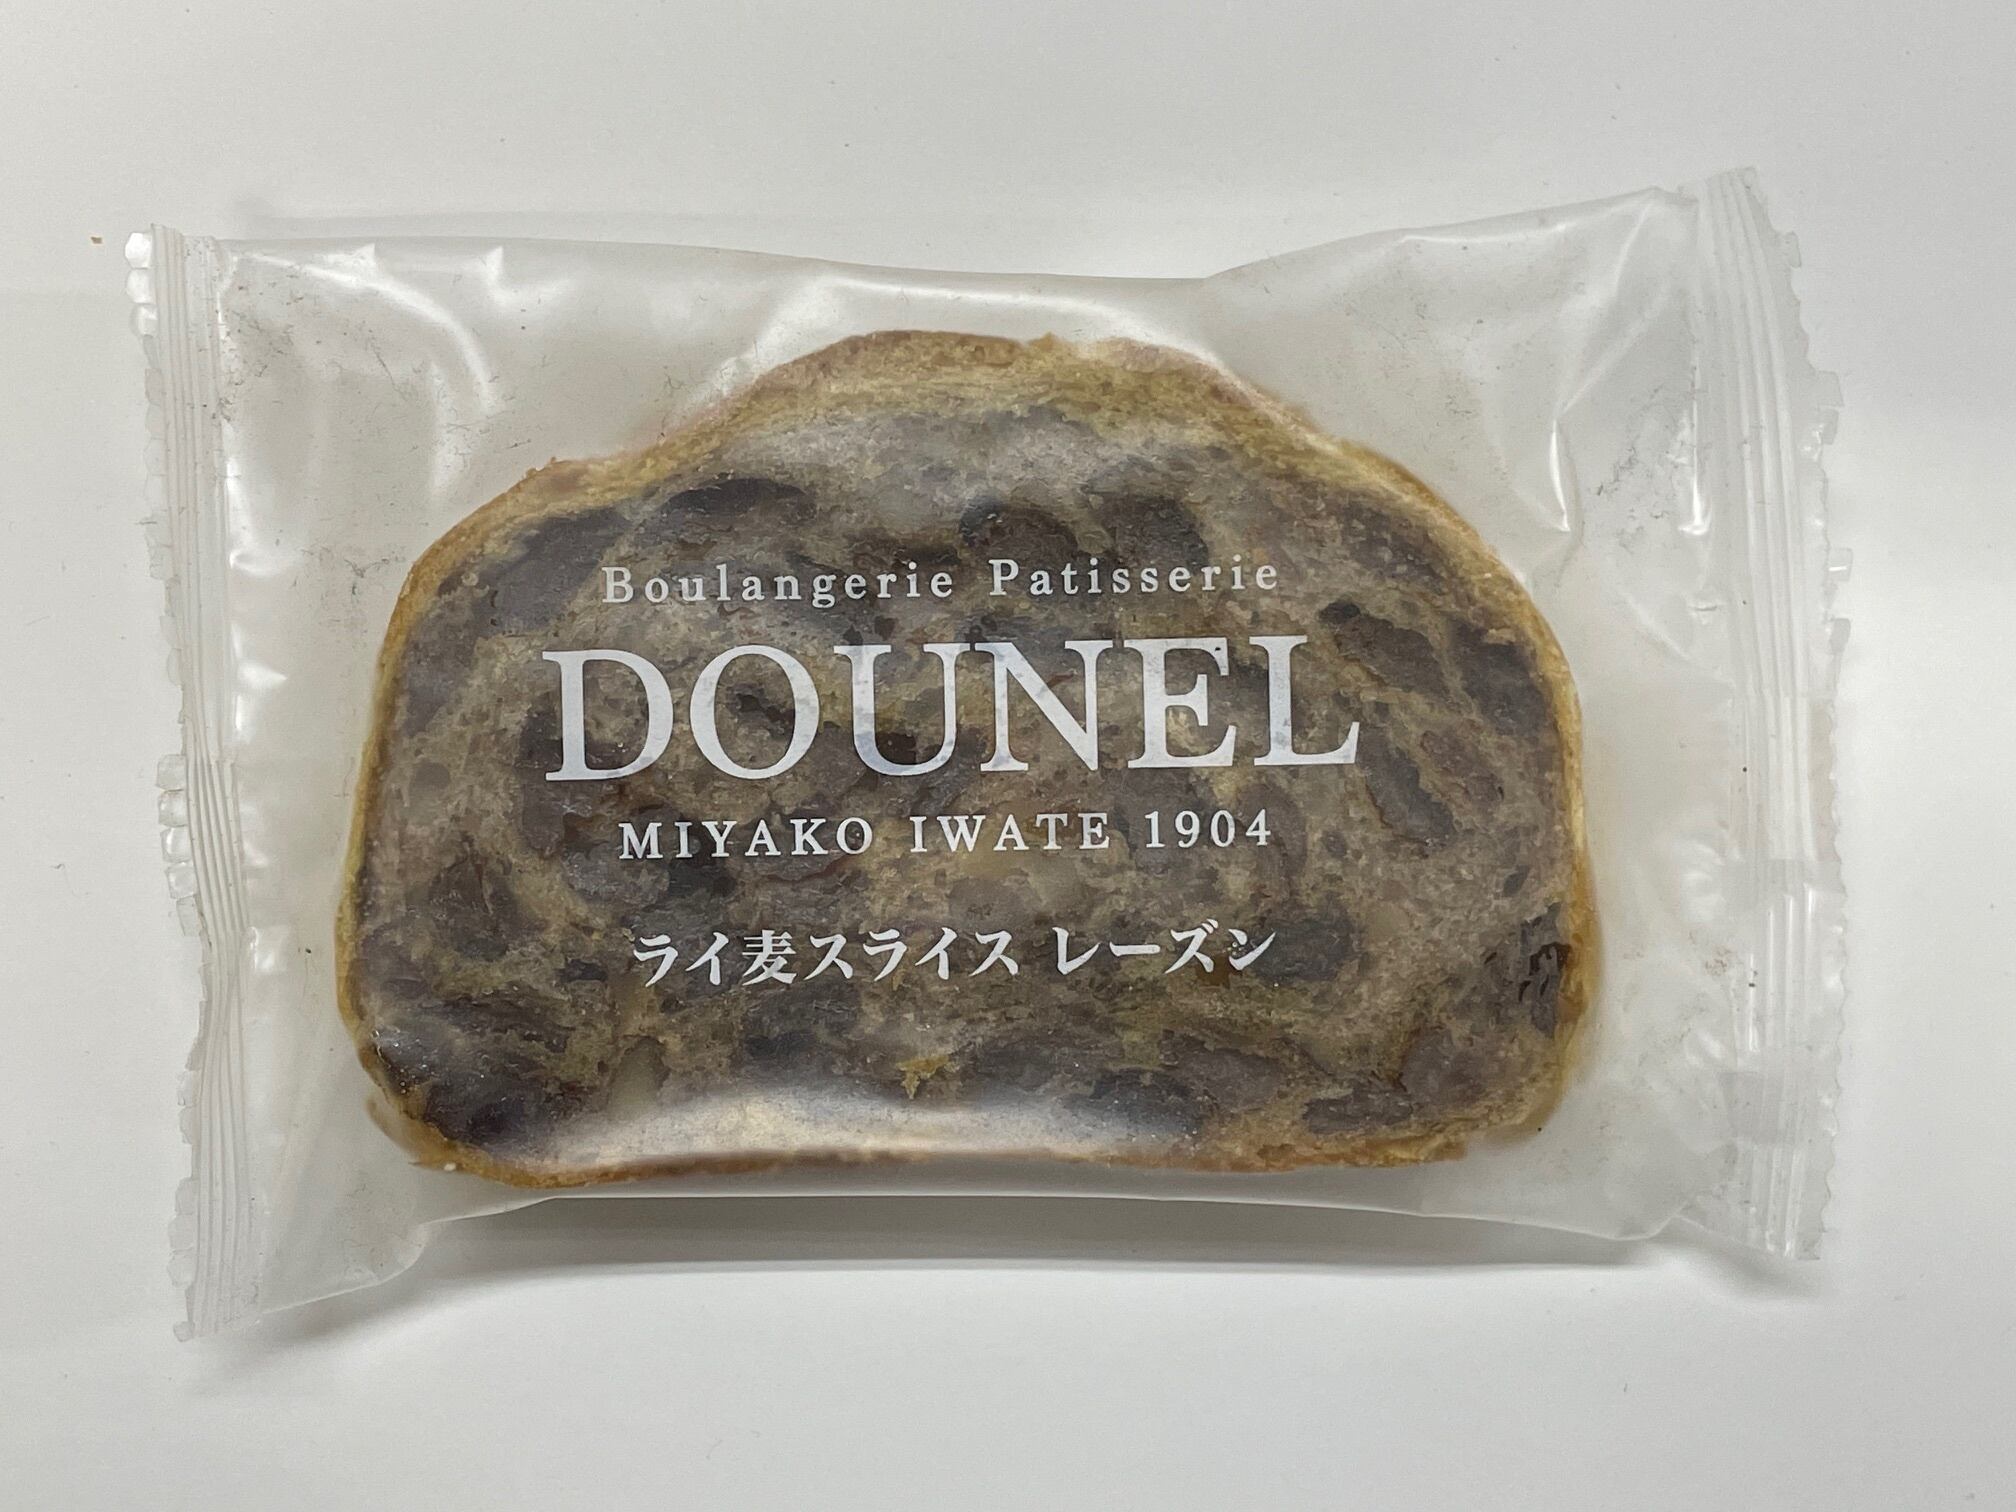 Boulangerie Patisserie
DOUNEL
MIYAKO IWATE 1904
ライ麦スライス レーズン